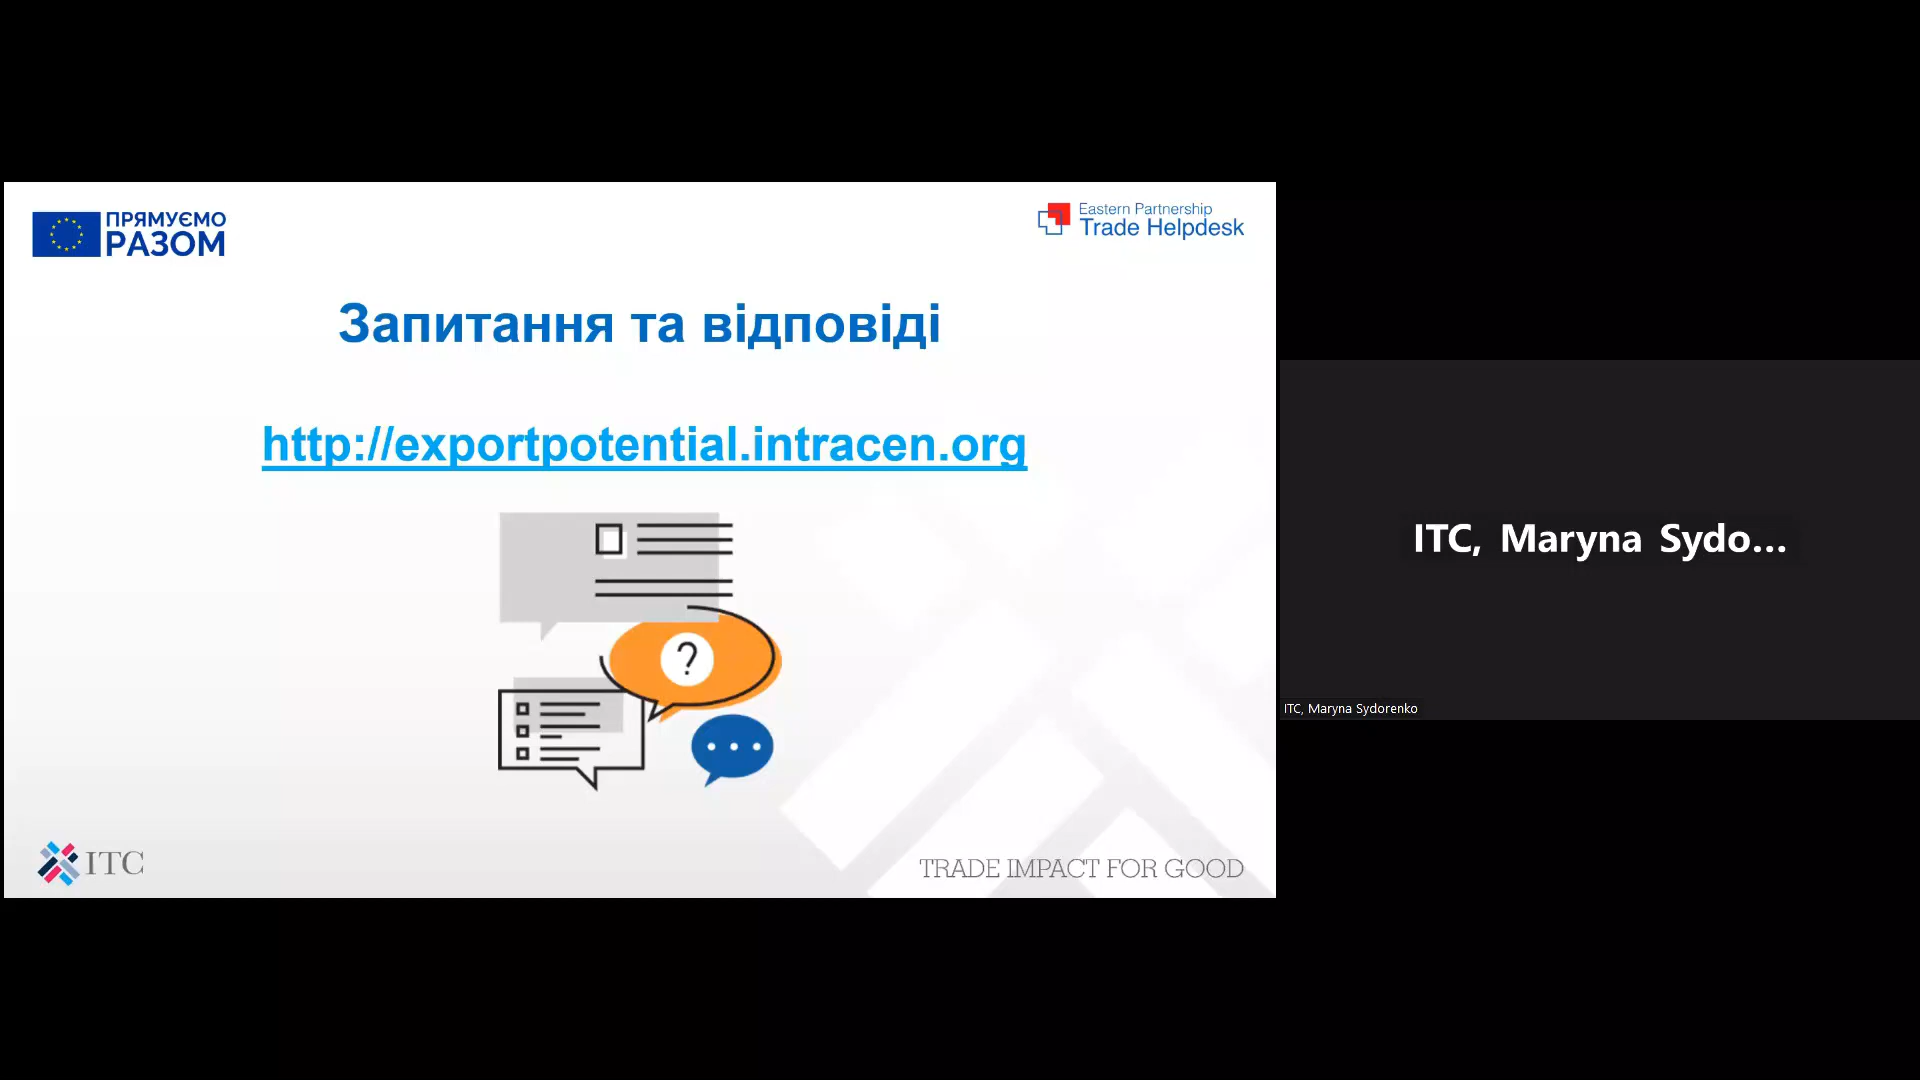 ПРЯМУЄМО
РАЗОМ
Eastern Partnership
Trade Helpdesk
Запитання та відповіді
http://exportpotential.intracen.org
?
ITC
TRADE IMPACT FOR GOOD
ITC, Maryna Sydo...
ITC, Maryna Sydorenko